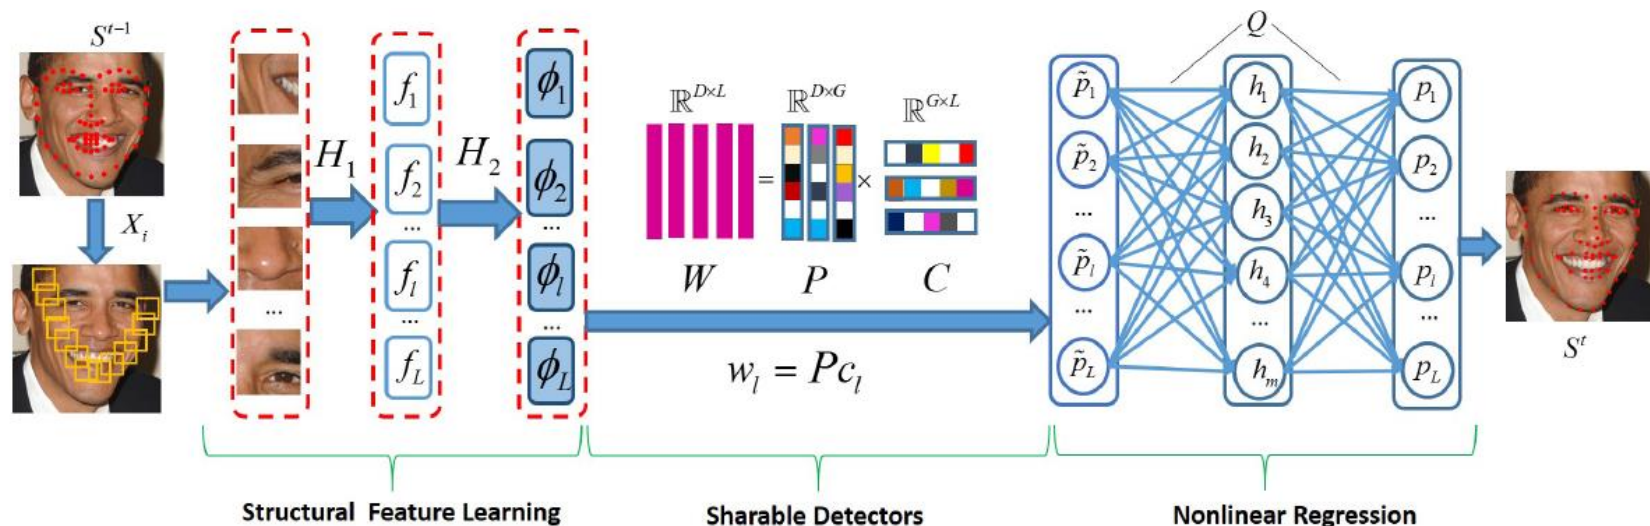 S^{t-1}
X_i
H_1
H_2
f_1
f_2
...
f_l
...
f_L
...
ϕ_1
ϕ_2
...
ϕ_l
...
ϕ_L
ℝ^{D×L}
ℝ^{D×G}
ℝ^{G×L}
= ×
W P C
w_l = Pc_l
Q
p̃_1
p̃_2
...
p̃_l
...
p̃_L
h_1
h_2
h_3
h_4
...
h_m
p_1
p_2
...
p_l
...
p_L
S^t
Structural Feature Learning
Sharable Detectors
Nonlinear Regression